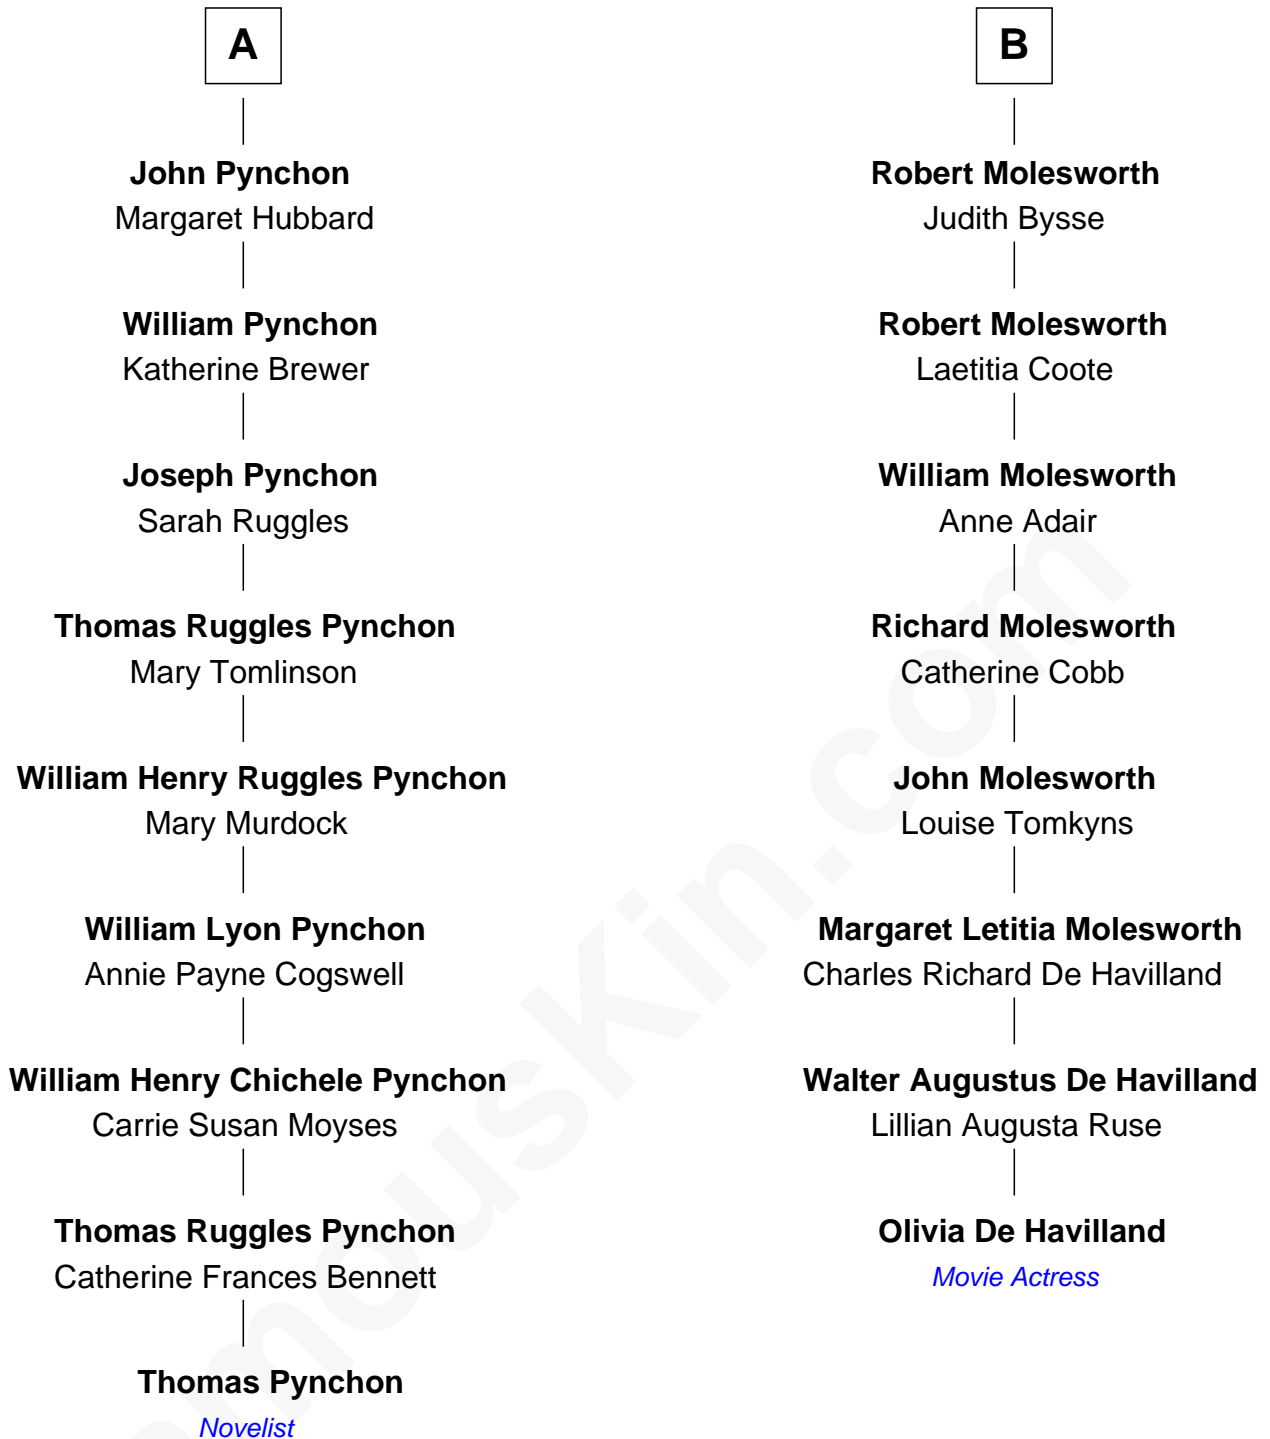 A
John Pynchon
Margaret Hubbard
William Pynchon
Katherine Brewer
Joseph Pynchon
Sarah Ruggles
Thomas Ruggles Pynchon
Mary Tomlinson
William Henry Ruggles Pynchon
Mary Murdock
William Lyon Pynchon
Annie Payne Cogswell
William Henry Chichele Pynchon
Carrie Susan Moyses
Thomas Ruggles Pynchon
Catherine Frances Bennett
Thomas Pynchon
Novelist
B
Robert Molesworth
Judith Bysse
Robert Molesworth
Laetitia Coote
William Molesworth
Anne Adair
Richard Molesworth
Catherine Cobb
John Molesworth
Louise Tomkyns
Margaret Letitia Molesworth
Charles Richard De Havilland
Walter Augustus De Havilland
Lillian Augusta Ruse
Olivia De Havilland
Movie Actress
amousKin.com